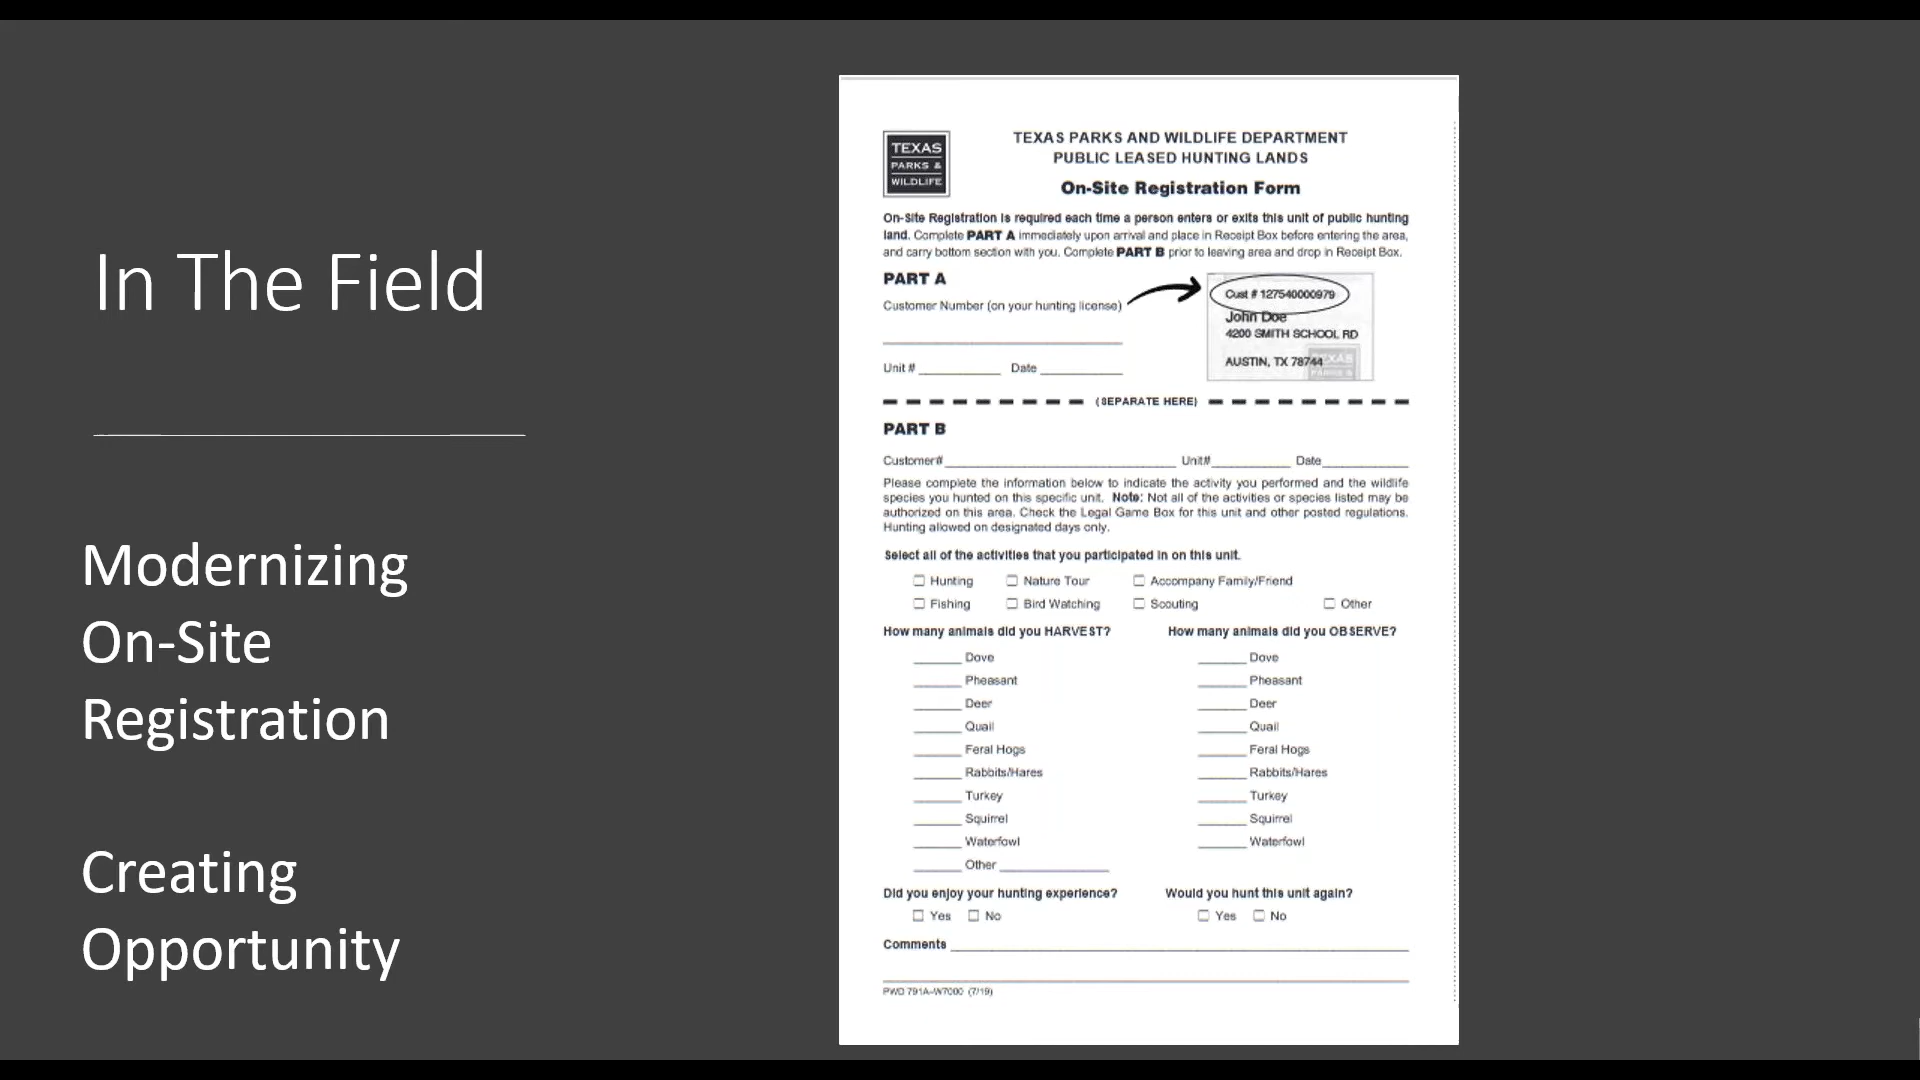 In The Field
Modernizing
On-Site
Registration
Creating
Opportunity
TEXAS
PARKS &
WILDLIFE
TEXAS PARKS AND WILDLIFE DEPARTMENT
PUBLIC LEASED HUNTING LANDS
On-Site Registration Form
On-Site Registration is required each time a person enters or exits this unit of public hunting
land. Complete PART A immediately upon arrival and place in Receipt Box before entering the area,
and carry bottom section with you. Complete PART B prior to leaving area and drop in Receipt Box.
PART A
Customer Number (on your hunting license)
Cust # 127540000979
John Doe
4200 SMITH SCHOOL RD
AUSTIN, TX 78744
TEXAS
PARKS &
Unit # Date
(SEPARATE HERE)
PART B
Customer# Unit# Date
Please complete the information below to indicate the activity you performed and the wildlife
species you hunted on this specific unit. Note: Not all of the activities or species listed may be
authorized on this area. Check the Legal Game Box for this unit and other posted regulations.
Hunting allowed on designated days only.
Select all of the activities that you participated in on this unit.
Hunting Nature Tour Accompany Family/Friend
Fishing Bird Watching Scouting Other
How many animals did you HARVEST? How many animals did you OBSERVE?
Dove Dove
Pheasant Pheasant
Deer Deer
Quail Quail
Feral Hogs Feral Hogs
Rabbits/Hares Rabbits/Hares
Turkey Turkey
Squirrel Squirrel
Waterfowl Waterfowl
Other
Did you enjoy your hunting experience? Would you hunt this unit again?
Yes No Yes No
Comments
PWD 791A-W7000 (7/19)